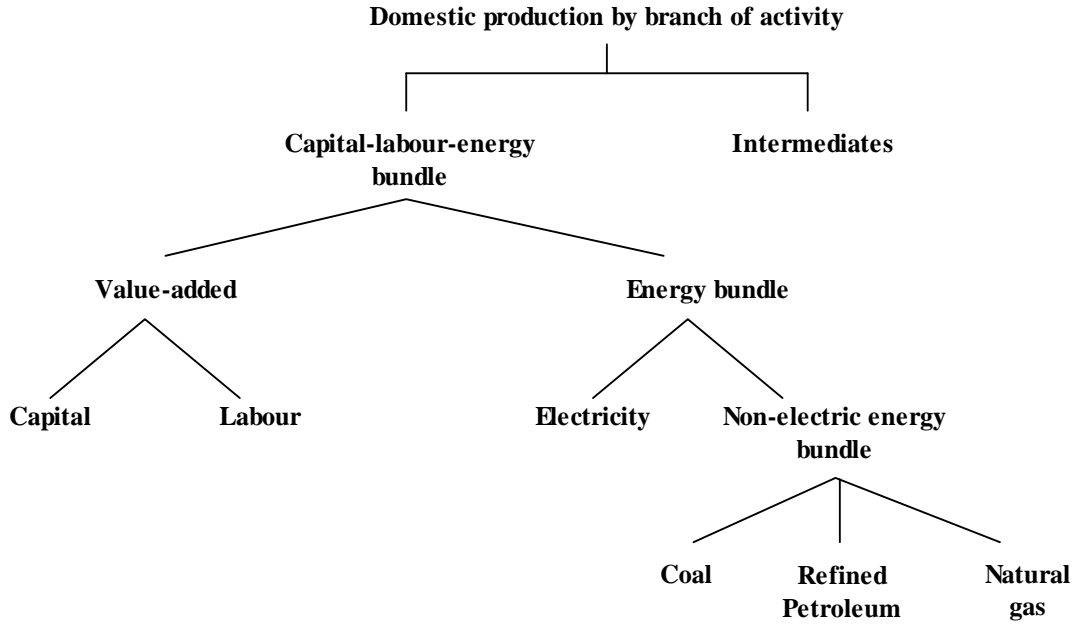 Domestic production by branch of activity
Capital-labour-energy
bundle
Intermediates
Value-added
Energy bundle
Capital
Labour
Electricity
Non-electric energy
bundle
Coal
Refined
Petroleum
Natural
gas